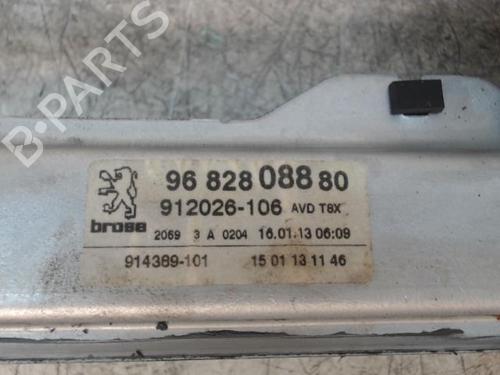 B-PARTS
96 828 088 80
912026-106 AVD T8X
brose
2069 3 A 0204 16.01.13 06:09
914389-101 15 01 13 11 46